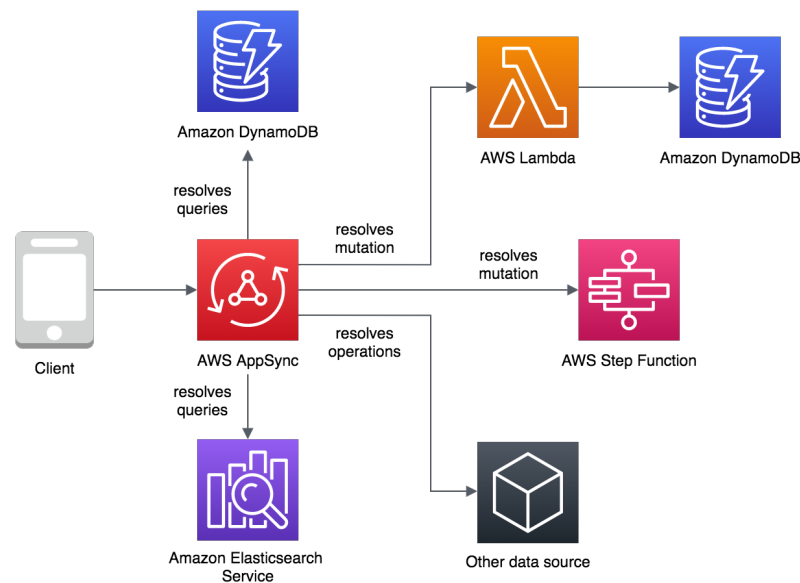 Amazon DynamoDB
AWS Lambda
Amazon DynamoDB
resolves
queries
resolves
mutation
resolves
mutation
Client
AWS AppSync
resolves
operations
AWS Step Function
resolves
queries
Amazon Elasticsearch
Service
Other data source